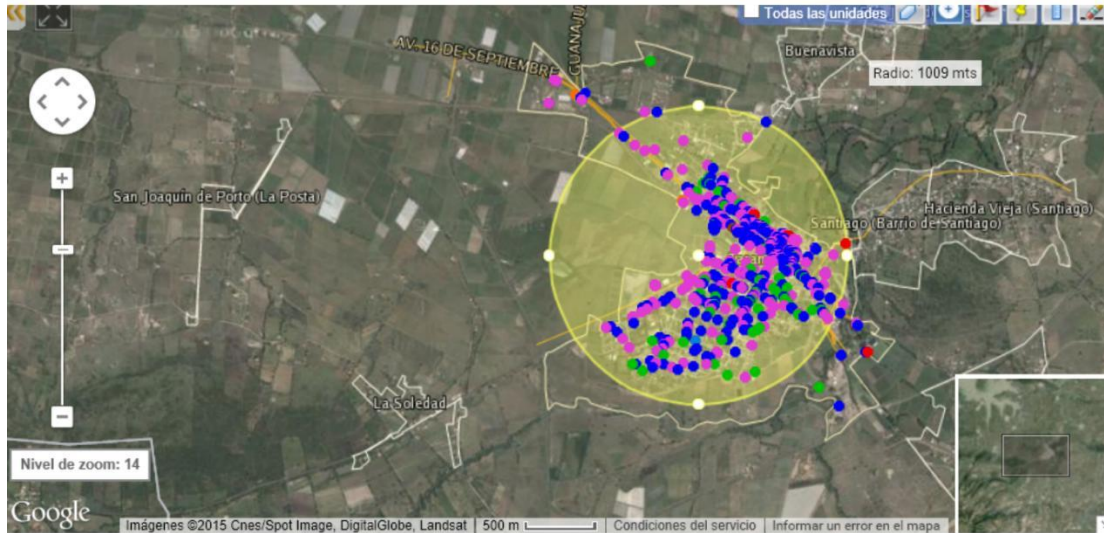 Todas las unidades
AV. 16 DE SEPTIEMBRE
Buenavista
Radio: 1009 mts
San Joaquín de Porto (La Posta)
Hacienda Vieja (Santiago)
Santiago (Barrio de Santiago)
La Soledad
Nivel de zoom: 14
Google
Imágenes ©2015 Cnes/Spot Image, DigitalGlobe, Landsat
500 m
Condiciones del servicio
Informar un error en el mapa